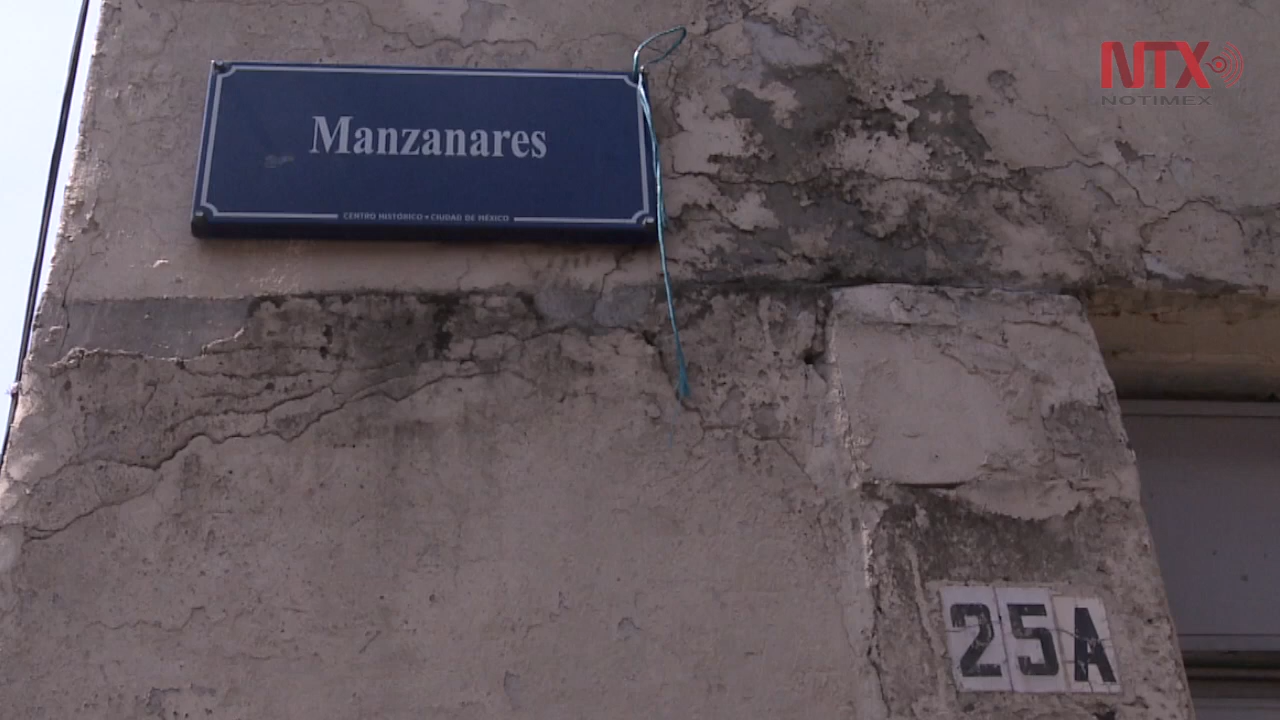 NTX
NOTIMEX
Manzanares
CENTRO HISTÓRICO • CIUDAD DE MÉXICO
25A